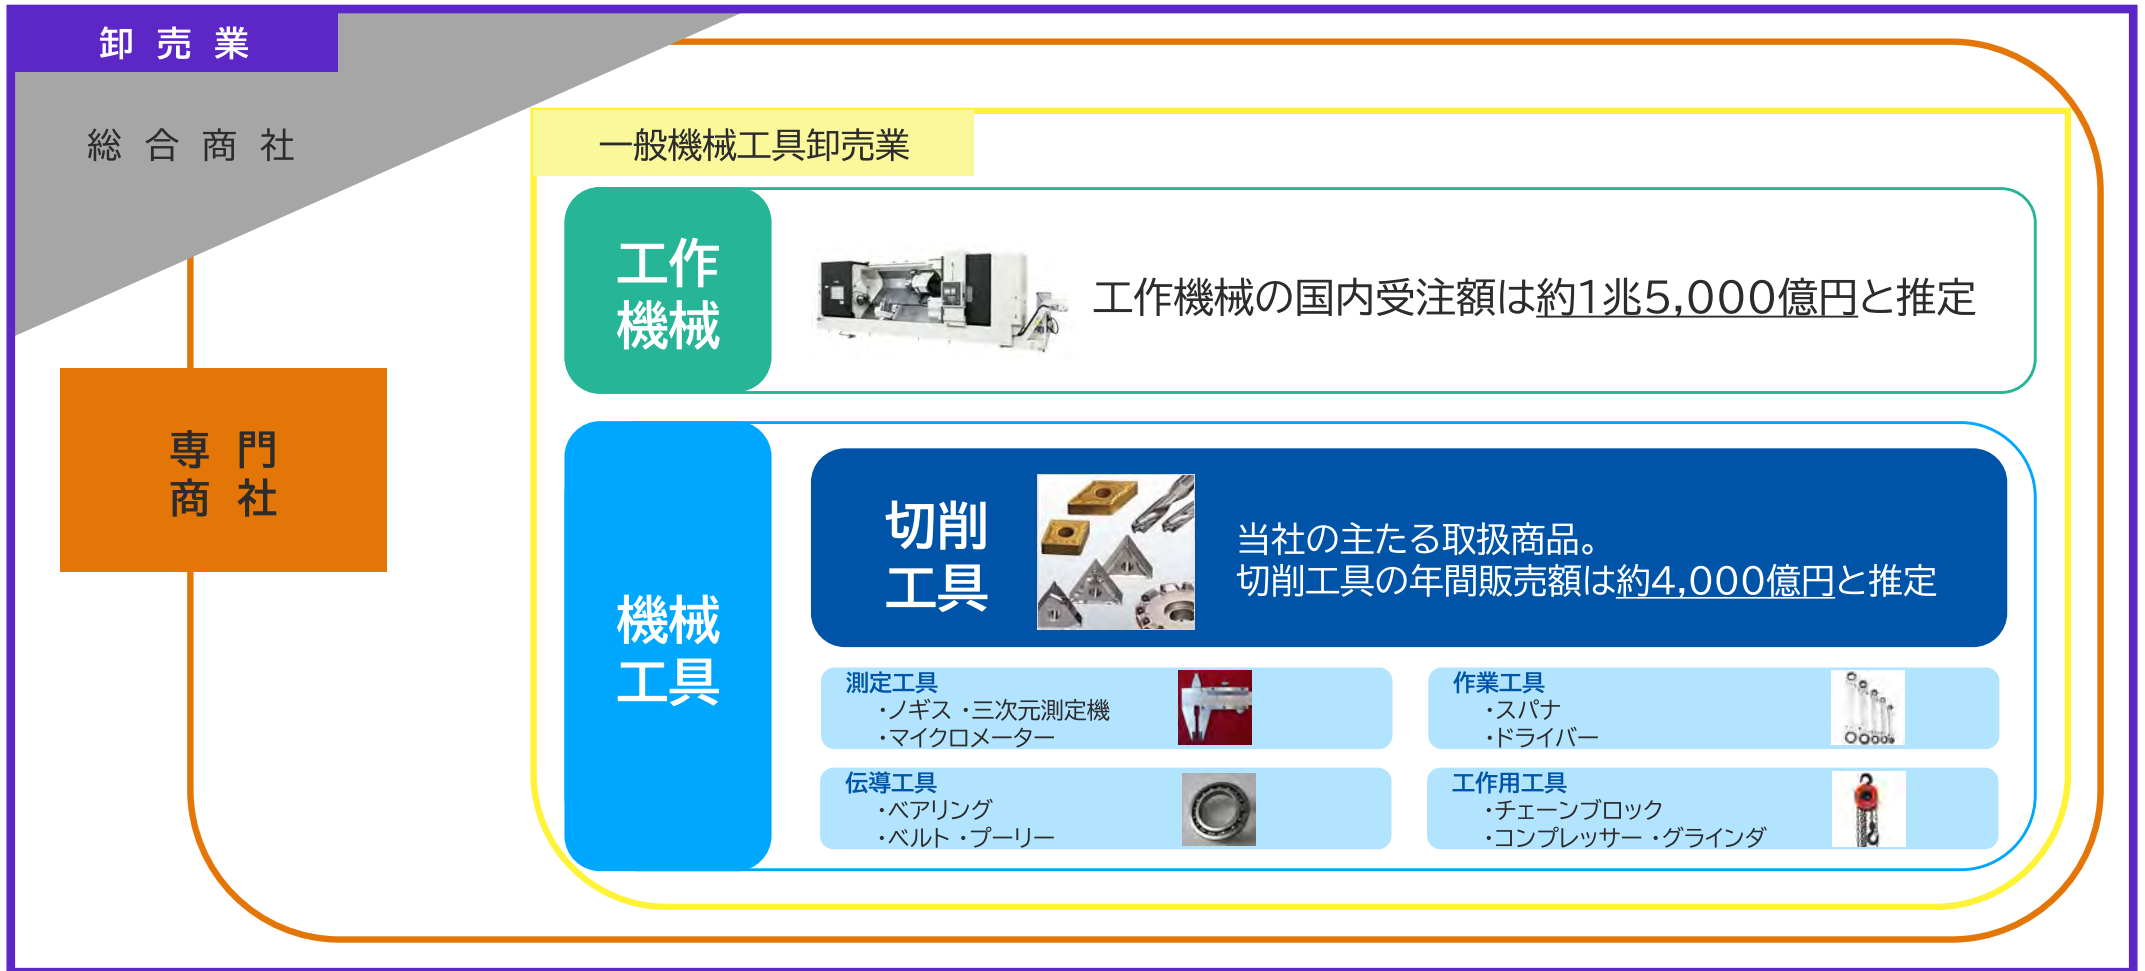 卸売業
総合商社
一般機械工具卸売業
工作
機械
工作機械の国内受注額は約1兆5,000億円と推定
専門
商社
機械
工具
切削
工具
当社の主たる取扱商品。
切削工具の年間販売額は約4,000億円と推定
測定工具
・ノギス ・三次元測定機
・マイクロメーター
作業工具
・スパナ
・ドライバー
伝導工具
・ベアリング
・ベルト ・プーリー
工作用工具
・チェーンブロック
・コンプレッサー ・グラインダ